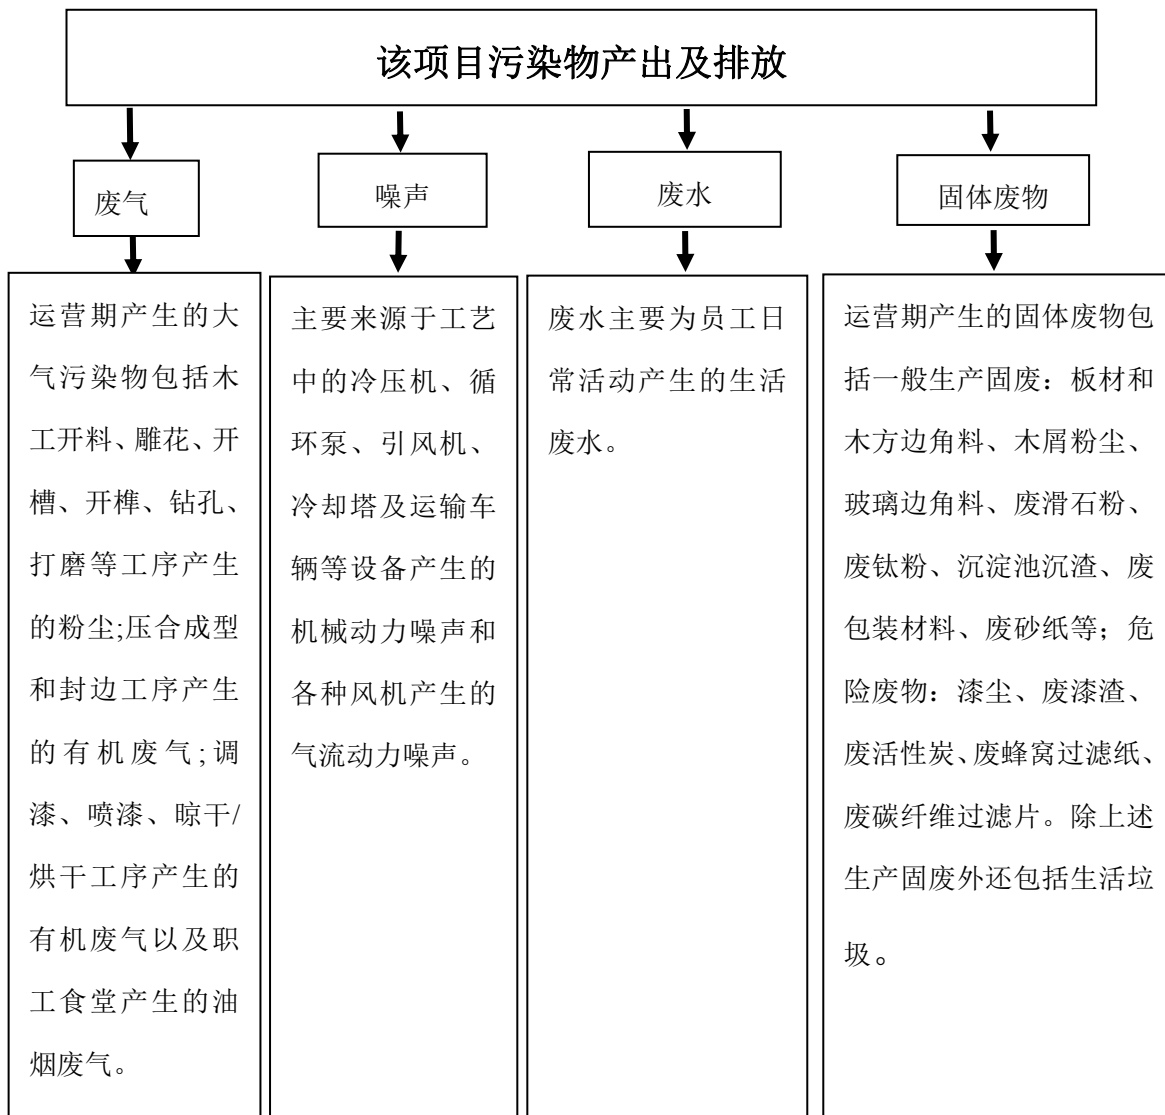 该项目污染物产出及排放
废气
噪声
废水
固体废物
运营期产生的大
气污染物包括木
工开料、雕花、开
槽、开榫、钻孔、
打磨等工序产生
的粉尘;压合成型
和封边工序产生
的有机废气;调
漆、喷漆、晾干/
烘干工序产生的
有机废气以及职
工食堂产生的油
烟废气。
主要来源于工艺
中的冷压机、循
环泵、引风机、
冷却塔及运输车
辆等设备产生的
机械动力噪声和
各种风机产生的
气流动力噪声。
废水主要为员工日
常活动产生的生活
废水。
运营期产生的固体废物包
括一般生产固废：板材和
木方边角料、木屑粉尘、
玻璃边角料、废滑石粉、
废钛粉、沉淀池沉渣、废
包装材料、废砂纸等；危
险废物：漆尘、废漆渣、
废活性炭、废蜂窝过滤纸、
废碳纤维过滤片。除上述
生产固废外还包括生活垃
圾。